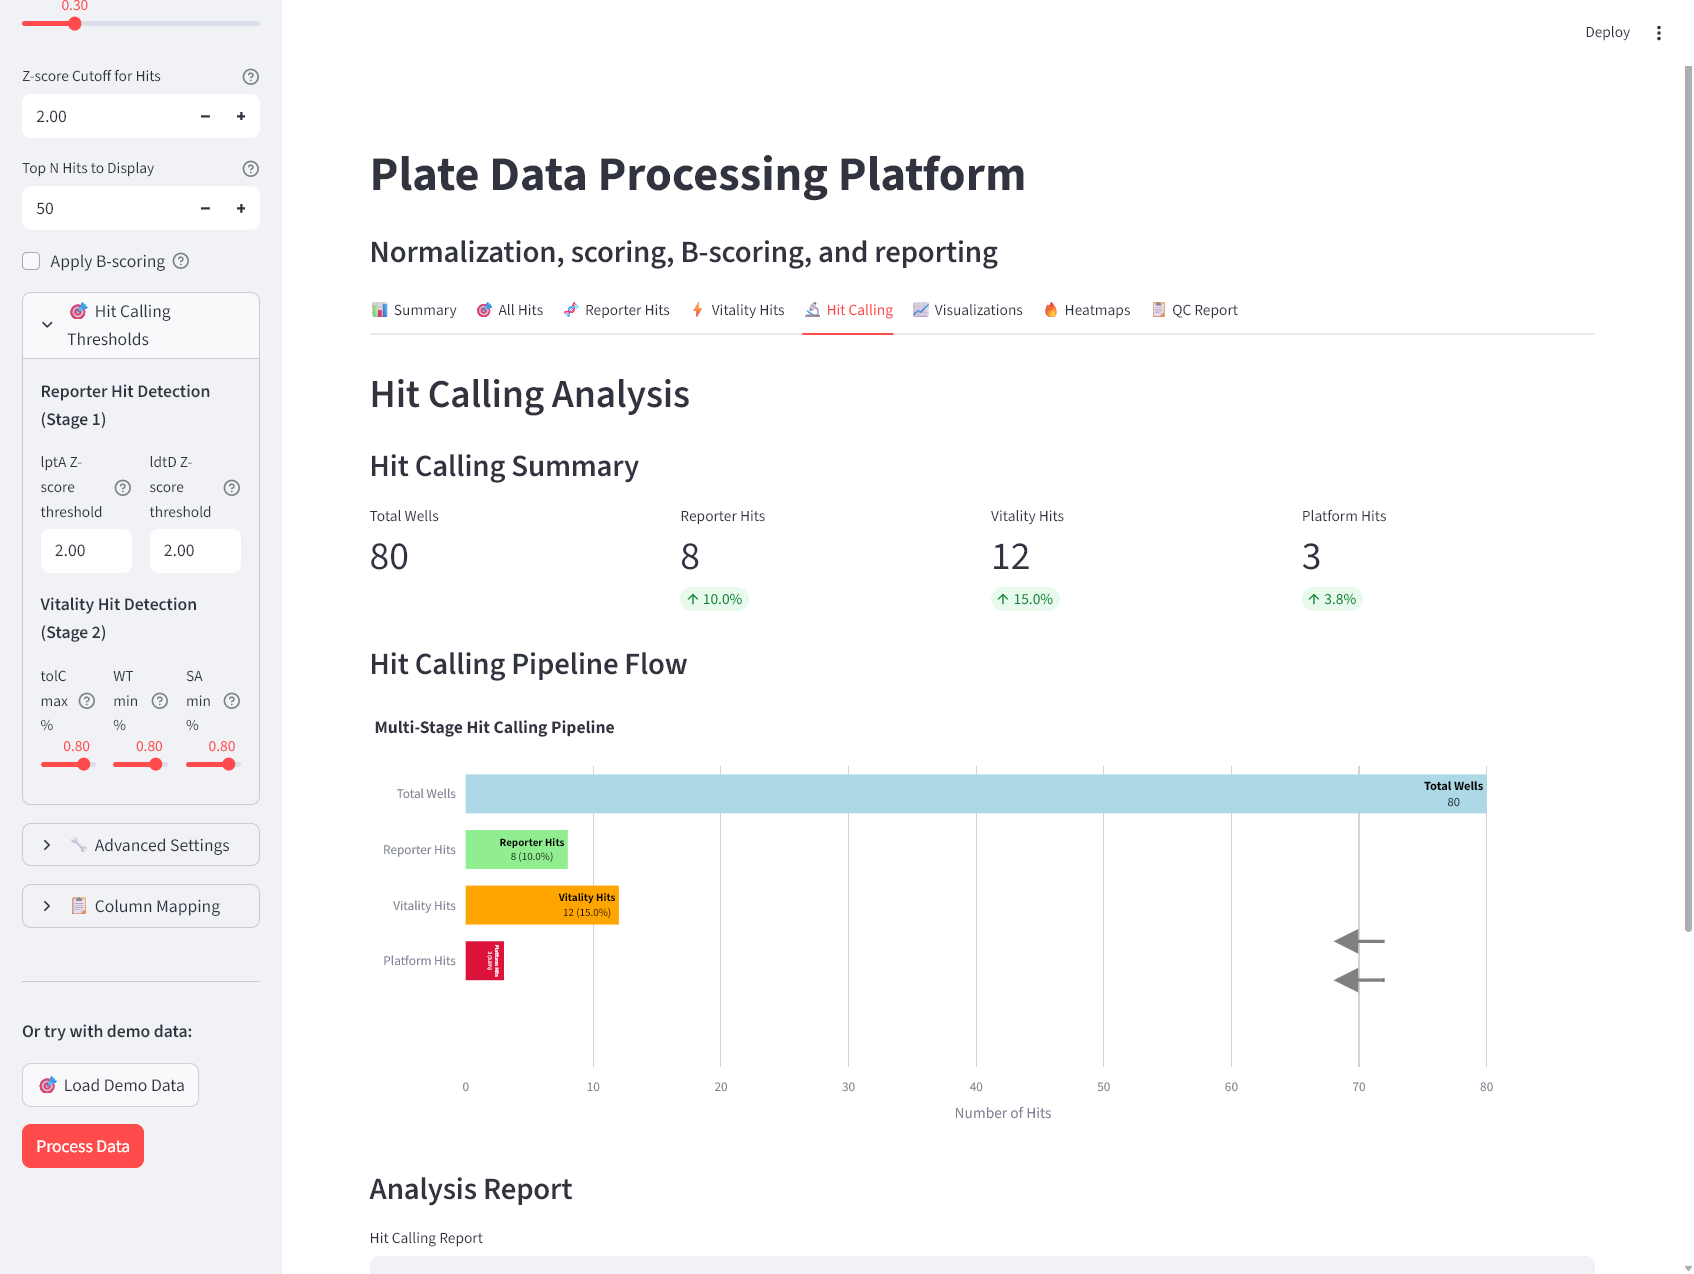 0.30
Z-score Cutoff for Hits
2.00
Top N Hits to Display
50
Apply B-scoring
Hit Calling
Thresholds
Reporter Hit Detection
(Stage 1)
lptA Z-
score
threshold
2.00
ldtD Z-
score
threshold
2.00
Vitality Hit Detection
(Stage 2)
tolC
max
%
0.80
WT
min
%
0.80
SA
min
%
0.80
Advanced Settings
Column Mapping
Or try with demo data:
Load Demo Data
Process Data
Deploy
Plate Data Processing Platform
Normalization, scoring, B-scoring, and reporting
Summary All Hits Reporter Hits Vitality Hits Hit Calling Visualizations Heatmaps QC Report
Hit Calling Analysis
Hit Calling Summary
Total Wells
80
Reporter Hits
8
10.0%
Vitality Hits
12
15.0%
Platform Hits
3
3.8%
Hit Calling Pipeline Flow
Multi-Stage Hit Calling Pipeline
Total Wells
Total Wells
80
Reporter Hits
Reporter Hits
8 (10.0%)
Vitality Hits
Vitality Hits
12 (15.0%)
Platform Hits
Platform Hits
0 10 20 30 40 50 60 70 80
Number of Hits
Analysis Report
Hit Calling Report